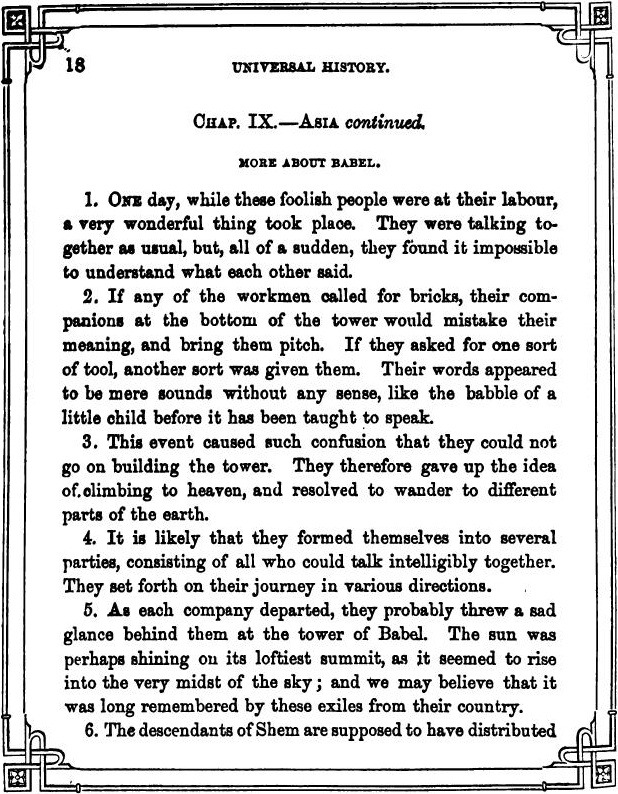 18 UNIVERSAL HISTORY.
CHAP. IX.—ASIA continued.
MORE ABOUT BABEL.
1. ONE day, while these foolish people were at their labour,
a very wonderful thing took place. They were talking to-
gether as usual, but, all of a sudden, they found it impossible
to understand what each other said.
2. If any of the workmen called for bricks, their com-
panions at the bottom of the tower would mistake their
meaning, and bring them pitch. If they asked for one sort
of tool, another sort was given them. Their words appeared
to be mere sounds without any sense, like the babble of a
little child before it has been taught to speak.
3. This event caused such confusion that they could not
go on building the tower. They therefore gave up the idea
of climbing to heaven, and resolved to wander to different
parts of the earth.
4. It is likely that they formed themselves into several
parties, consisting of all who could talk intelligibly together.
They set forth on their journey in various directions.
5. As each company departed, they probably threw a sad
glance behind them at the tower of Babel. The sun was
perhaps shining on its loftiest summit, as it seemed to rise
into the very midst of the sky; and we may believe that it
was long remembered by these exiles from their country.
6. The descendants of Shem are supposed to have distributed